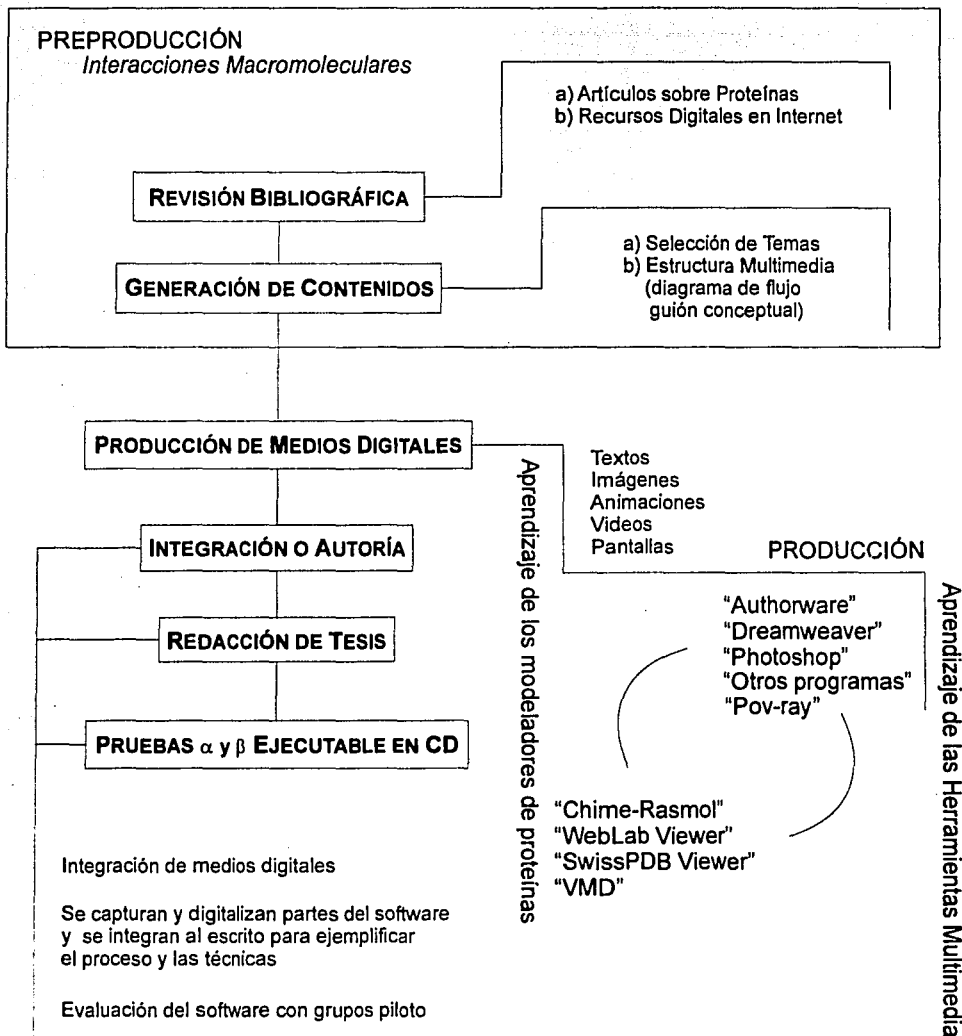 PREPRODUCCIÓN
Interacciones Macromoleculares
a) Artículos sobre Proteínas
b) Recursos Digitales en Internet
REVISIÓN BIBLIOGRÁFICA
a) Selección de Temas
b) Estructura Multimedia
(diagrama de flujo
guión conceptual)
GENERACIÓN DE CONTENIDOS
PRODUCCIÓN DE MEDIOS DIGITALES
Textos
Imágenes
Animaciones
Videos
Pantallas
PRODUCCIÓN
INTEGRACIÓN O AUTORÍA
REDACCIÓN DE TESIS
PRUEBAS α y β EJECUTABLE EN CD
Aprendizaje de los modeladores de proteínas
"Authorware"
"Dreamweaver"
"Photoshop"
"Otros programas"
"Pov-ray"
"Chime-Rasmol"
"WebLab Viewer"
"SwissPDB Viewer"
"VMD"
Aprendizaje de las Herramientas Multimedia
Integración de medios digitales
Se capturan y digitalizan partes del software
y se integran al escrito para ejemplificar
el proceso y las técnicas
Evaluación del software con grupos piloto